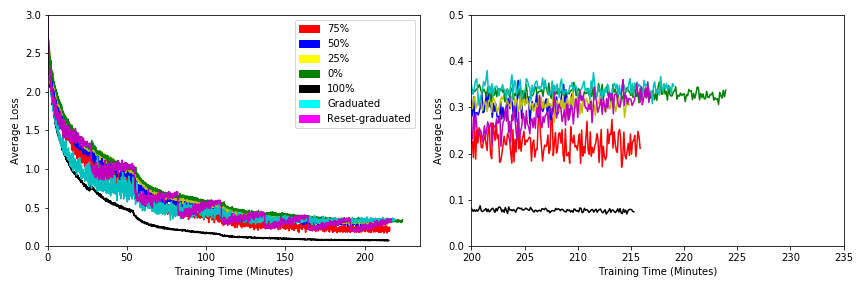 3.0
2.5
2.0
1.5
1.0
0.5
0.0
Average Loss
0 50 100 150 200
Training Time (Minutes)
75%
50%
25%
0%
100%
Graduated
Reset-graduated
0.5
0.4
0.3
0.2
0.1
0.0
Average Loss
200 205 210 215 220 225 230 235
Training Time (Minutes)